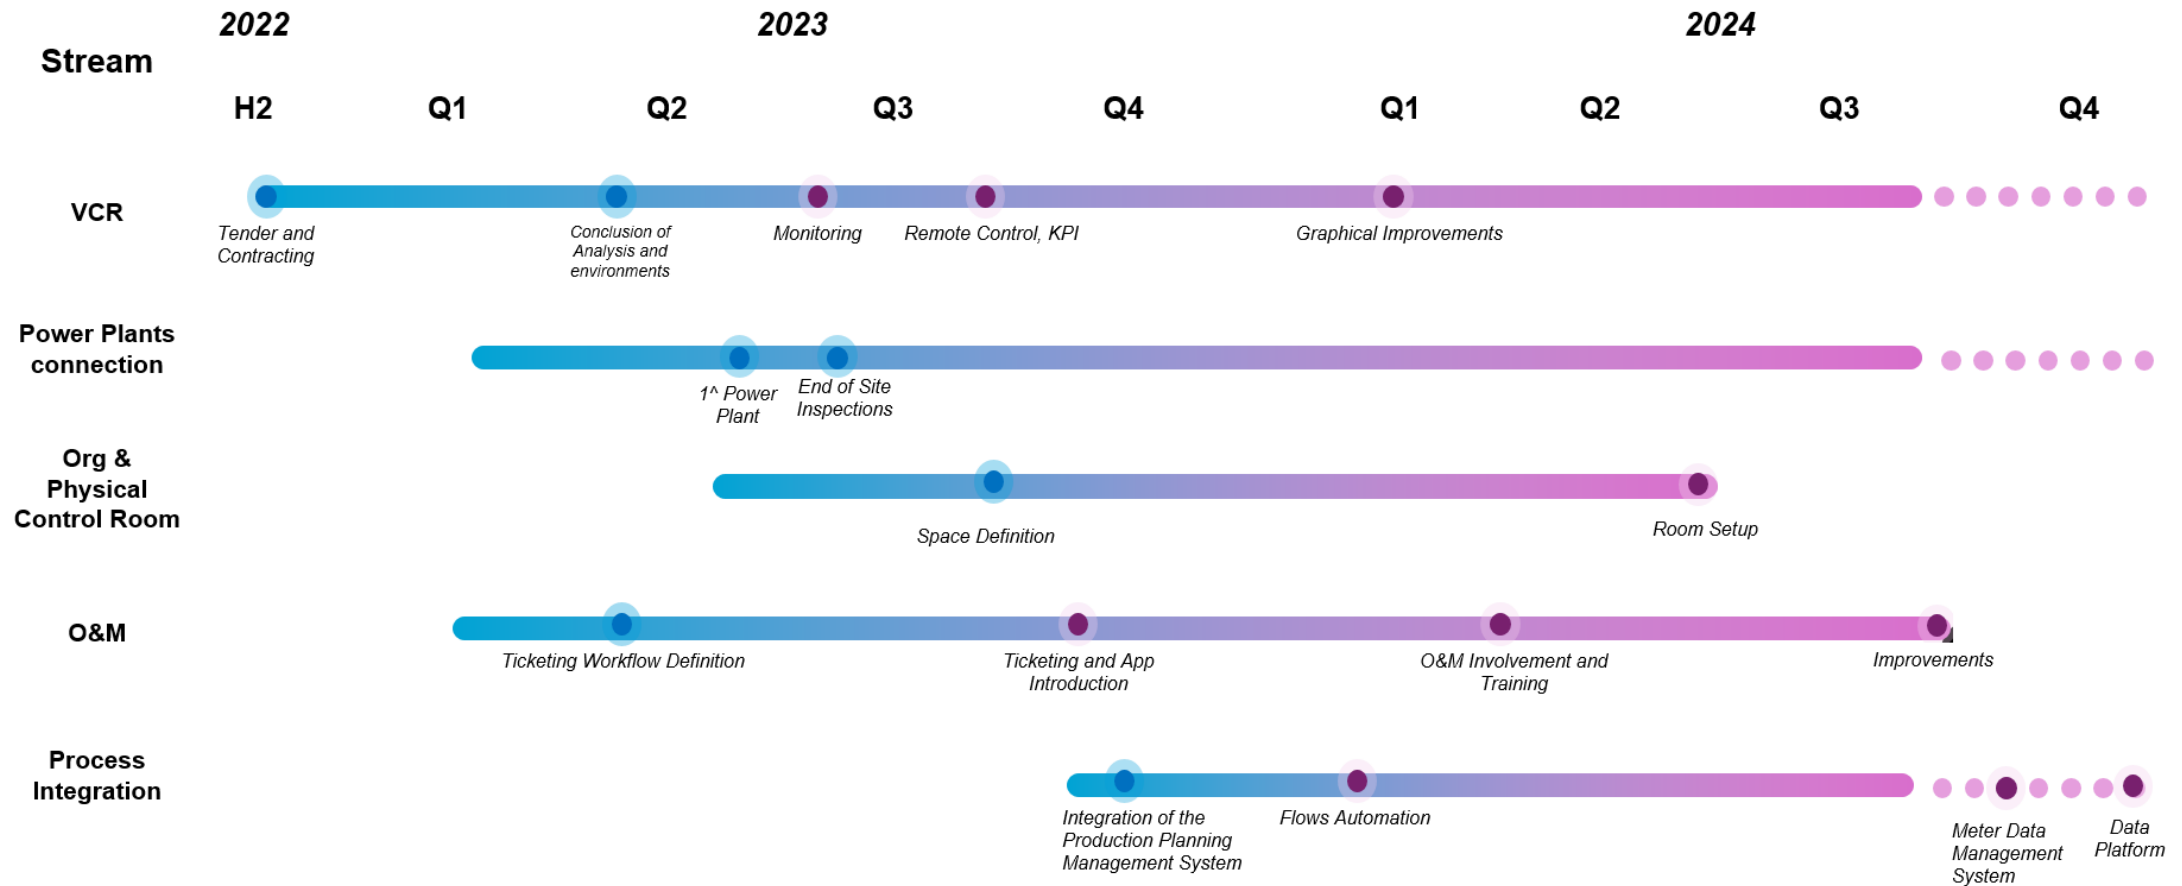 2022
2023
2024
Stream
H2
Q1
Q2
Q3
Q4
Q1
Q2
Q3
Q4
VCR
Tender and
Contracting
Conclusion of
Analysis and
environments
Monitoring
Remote Control, KPI
Graphical Improvements
Power Plants
connection
1^ Power
Plant
End of Site
Inspections
Org &
Physical
Control Room
Space Definition
Room Setup
O&M
Ticketing Workflow Definition
Ticketing and App
Introduction
O&M Involvement and
Training
Improvements
Process
Integration
Integration of the
Production Planning
Management System
Flows Automation
Meter Data
Management
System
Data
Platform